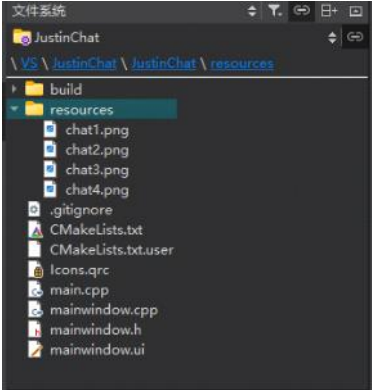 文件系统
JustinChat
\ VS \ JustinChat \ JustinChat \ resources
build
resources
chat1.png
chat2.png
chat3.png
chat4.png
.gitignore
CMakeLists.txt
CMakeLists.txt.user
Icons.qrc
main.cpp
mainwindow.cpp
mainwindow.h
mainwindow.ui